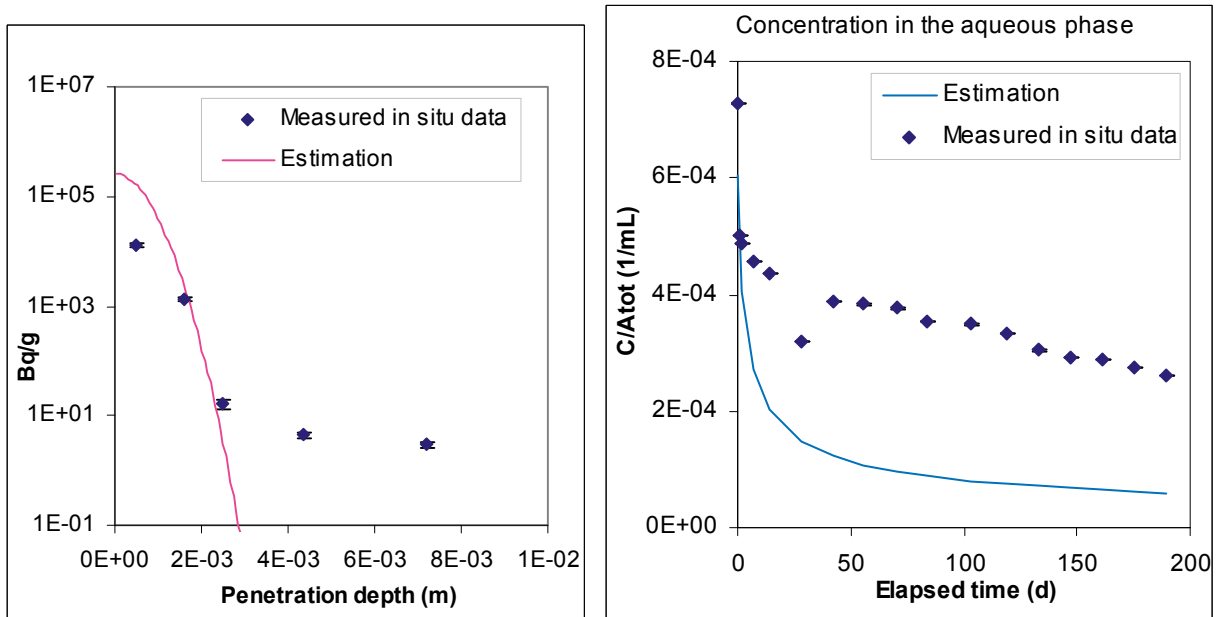 1E+07
1E+05
1E+03
1E+01
1E-01
Bq/g
Measured in situ data
Estimation
0E+00 2E-03 4E-03 6E-03 8E-03 1E-02
Penetration depth (m)
Concentration in the aqueous phase
8E-04
6E-04
4E-04
2E-04
0E+00
C/Atot (1/mL)
Estimation
Measured in situ data
0 50 100 150 200
Elapsed time (d)